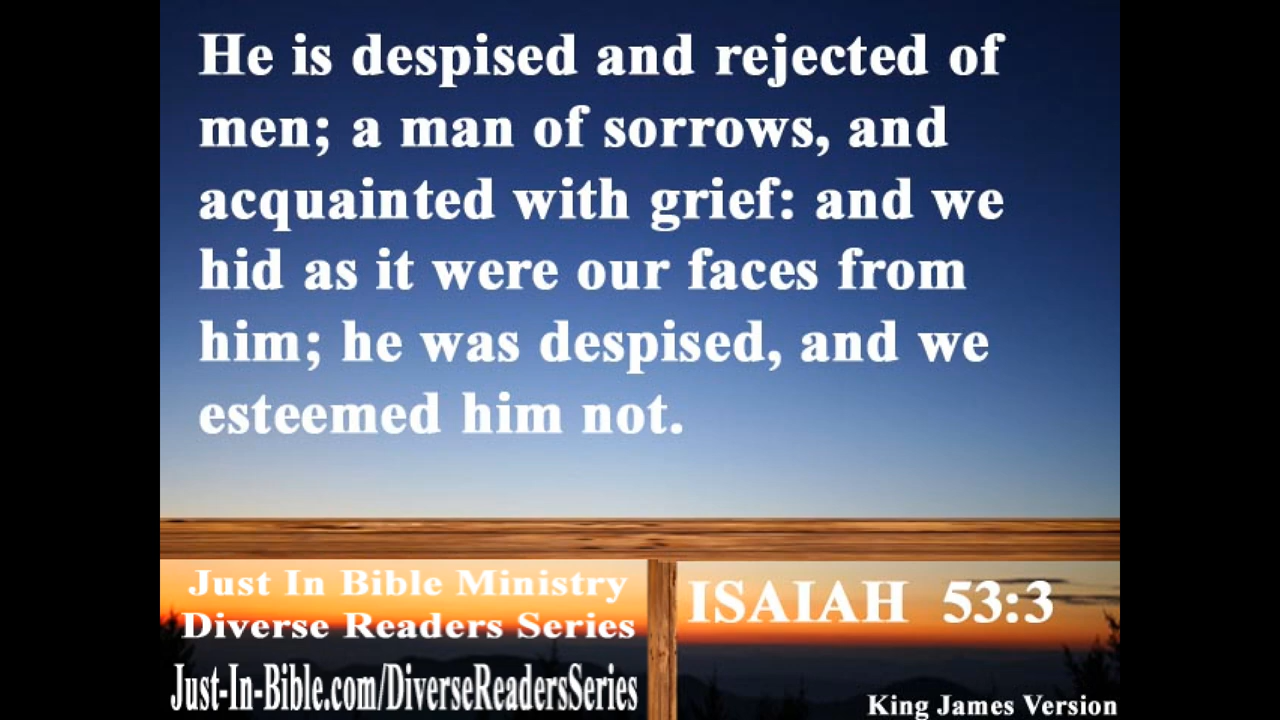 He is despised and rejected of
men; a man of sorrows, and
acquainted with grief: and we
hid as it were our faces from
him; he was despised, and we
esteemed him not.
Just In Bible Ministry
Diverse Readers Series
Just-In-Bible.com/DiverseReadersSeries
ISAIAH 53:3
King James Version